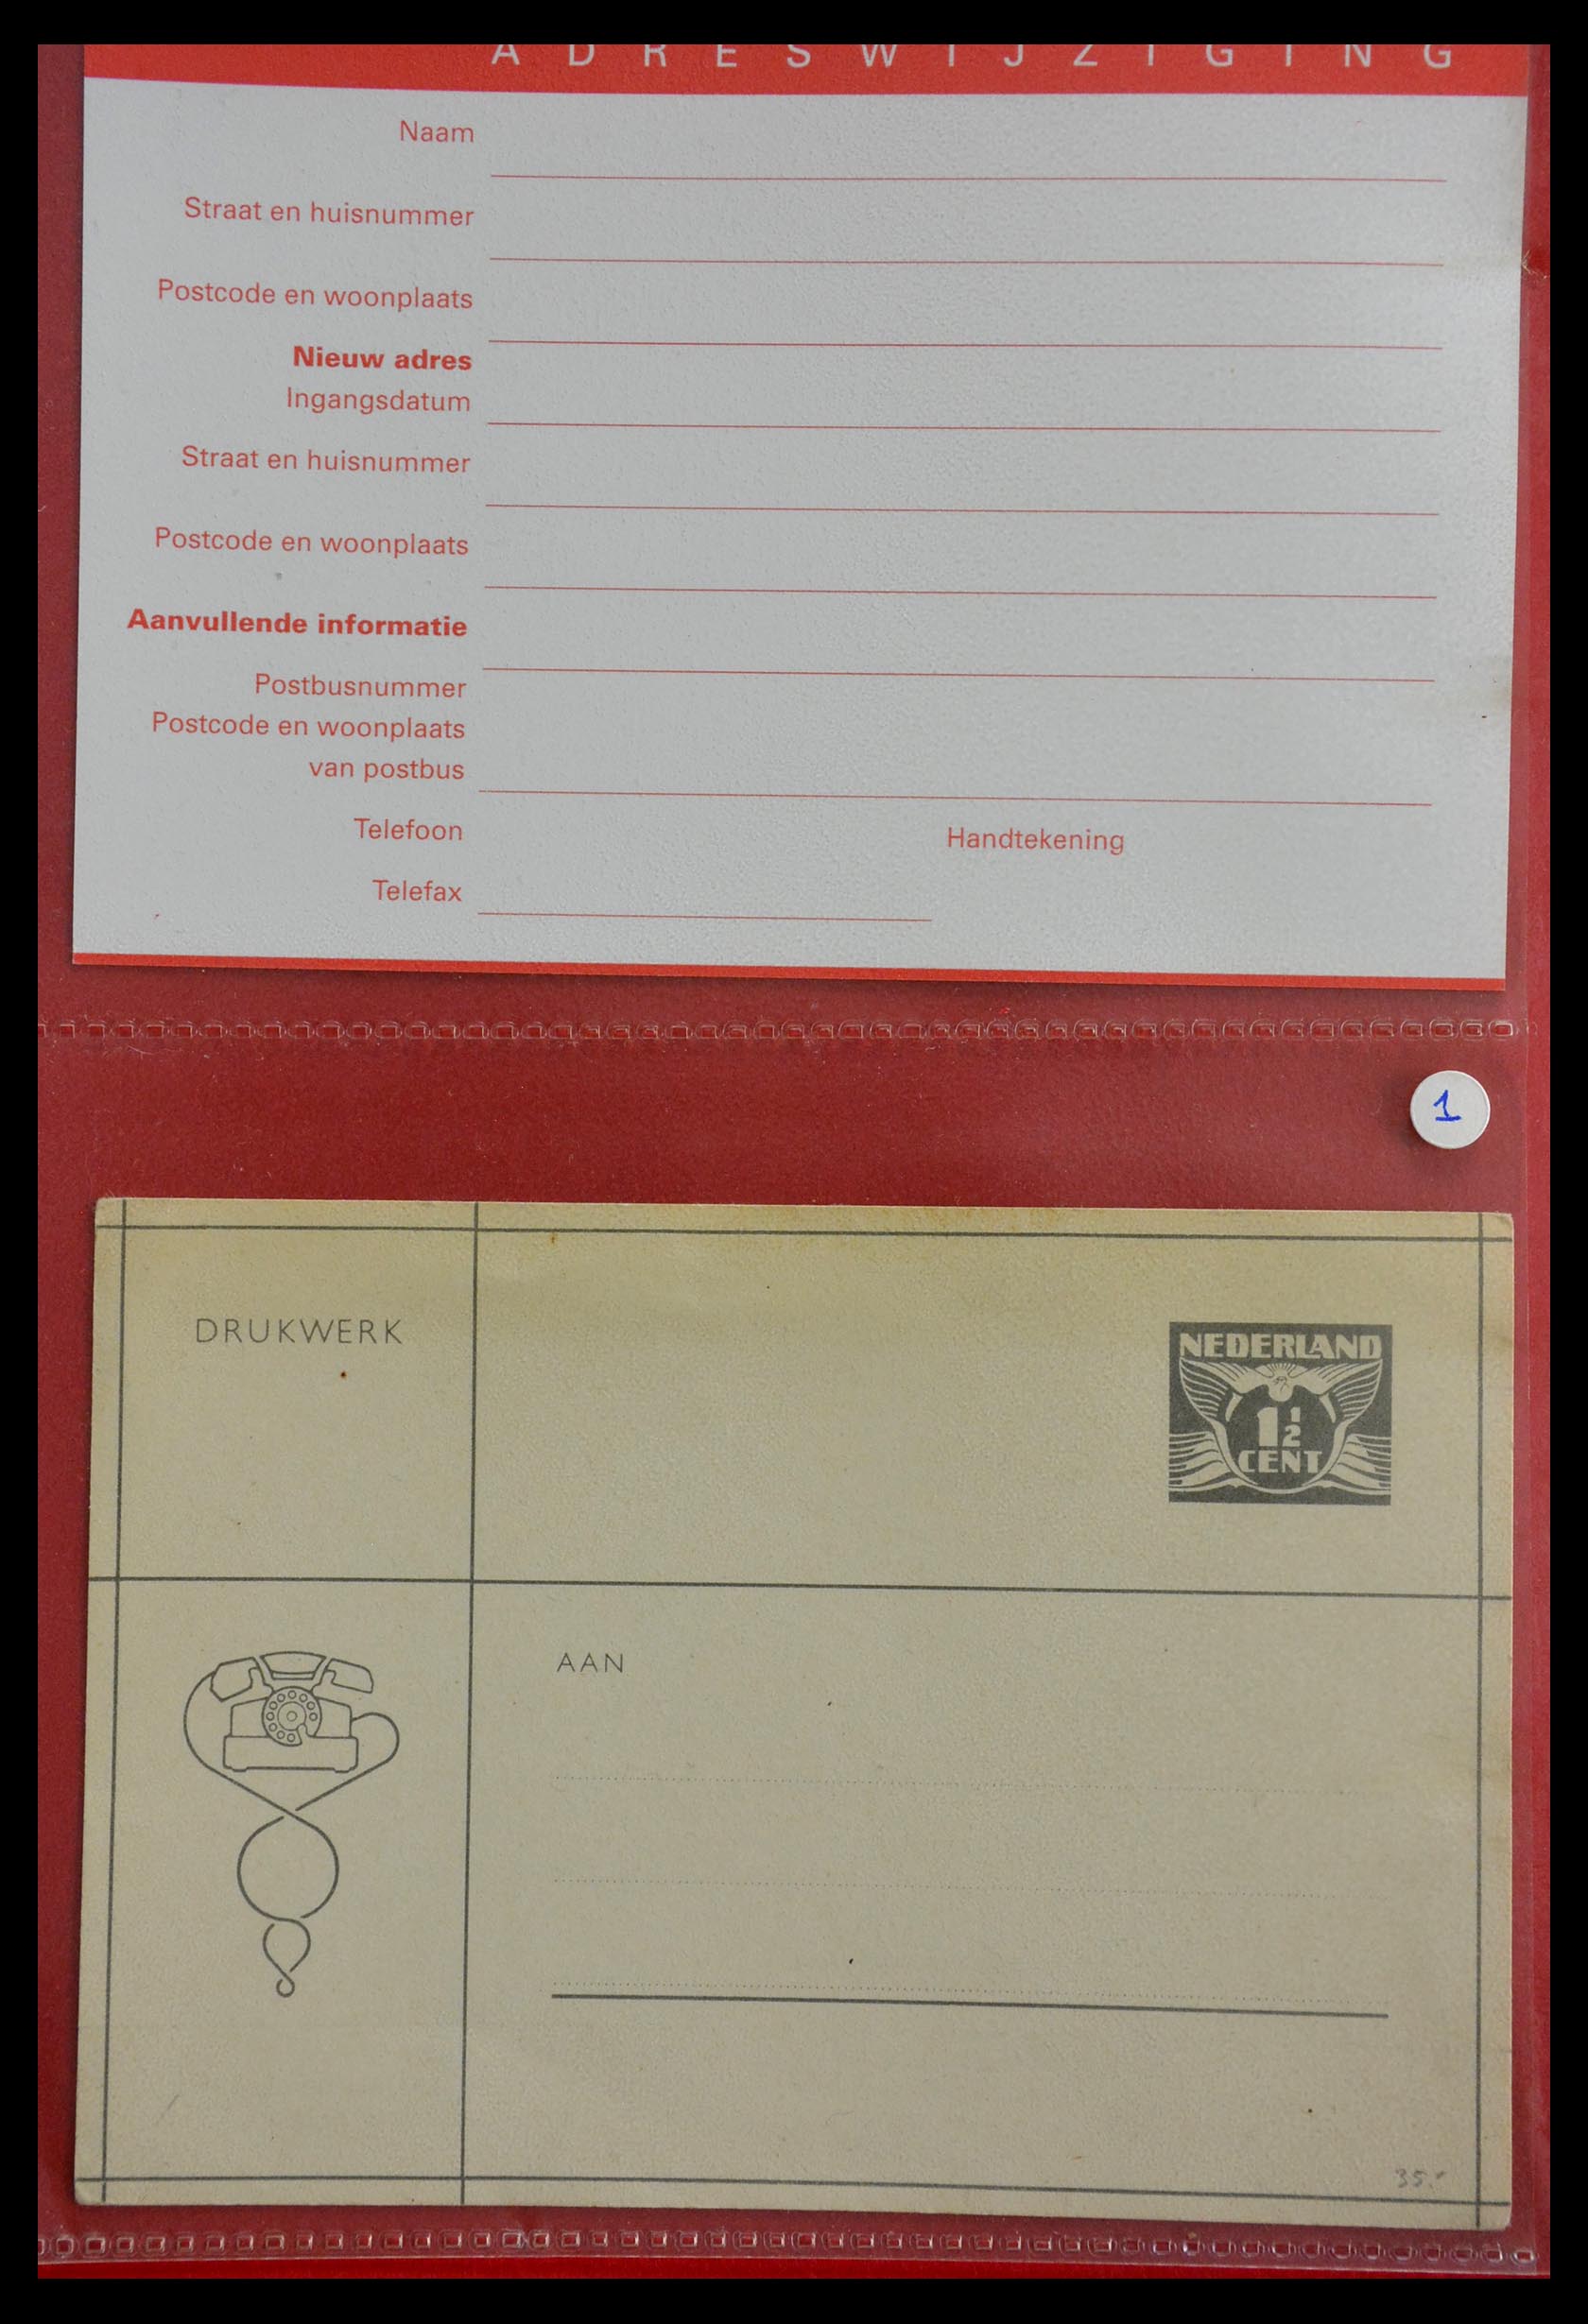 ADRESWIJZIGING
Naam
Straat en huisnummer
Postcode en woonplaats
Nieuw adres
Ingangsdatum
Straat en huisnummer
Postcode en woonplaats
Aanvullende informatie
Postbusnummer
Postcode en woonplaats
van postbus
Telefoon
Handtekening
Telefax
1
DRUKWERK
NEDERLAND
1½
CENT
AAN
35.-